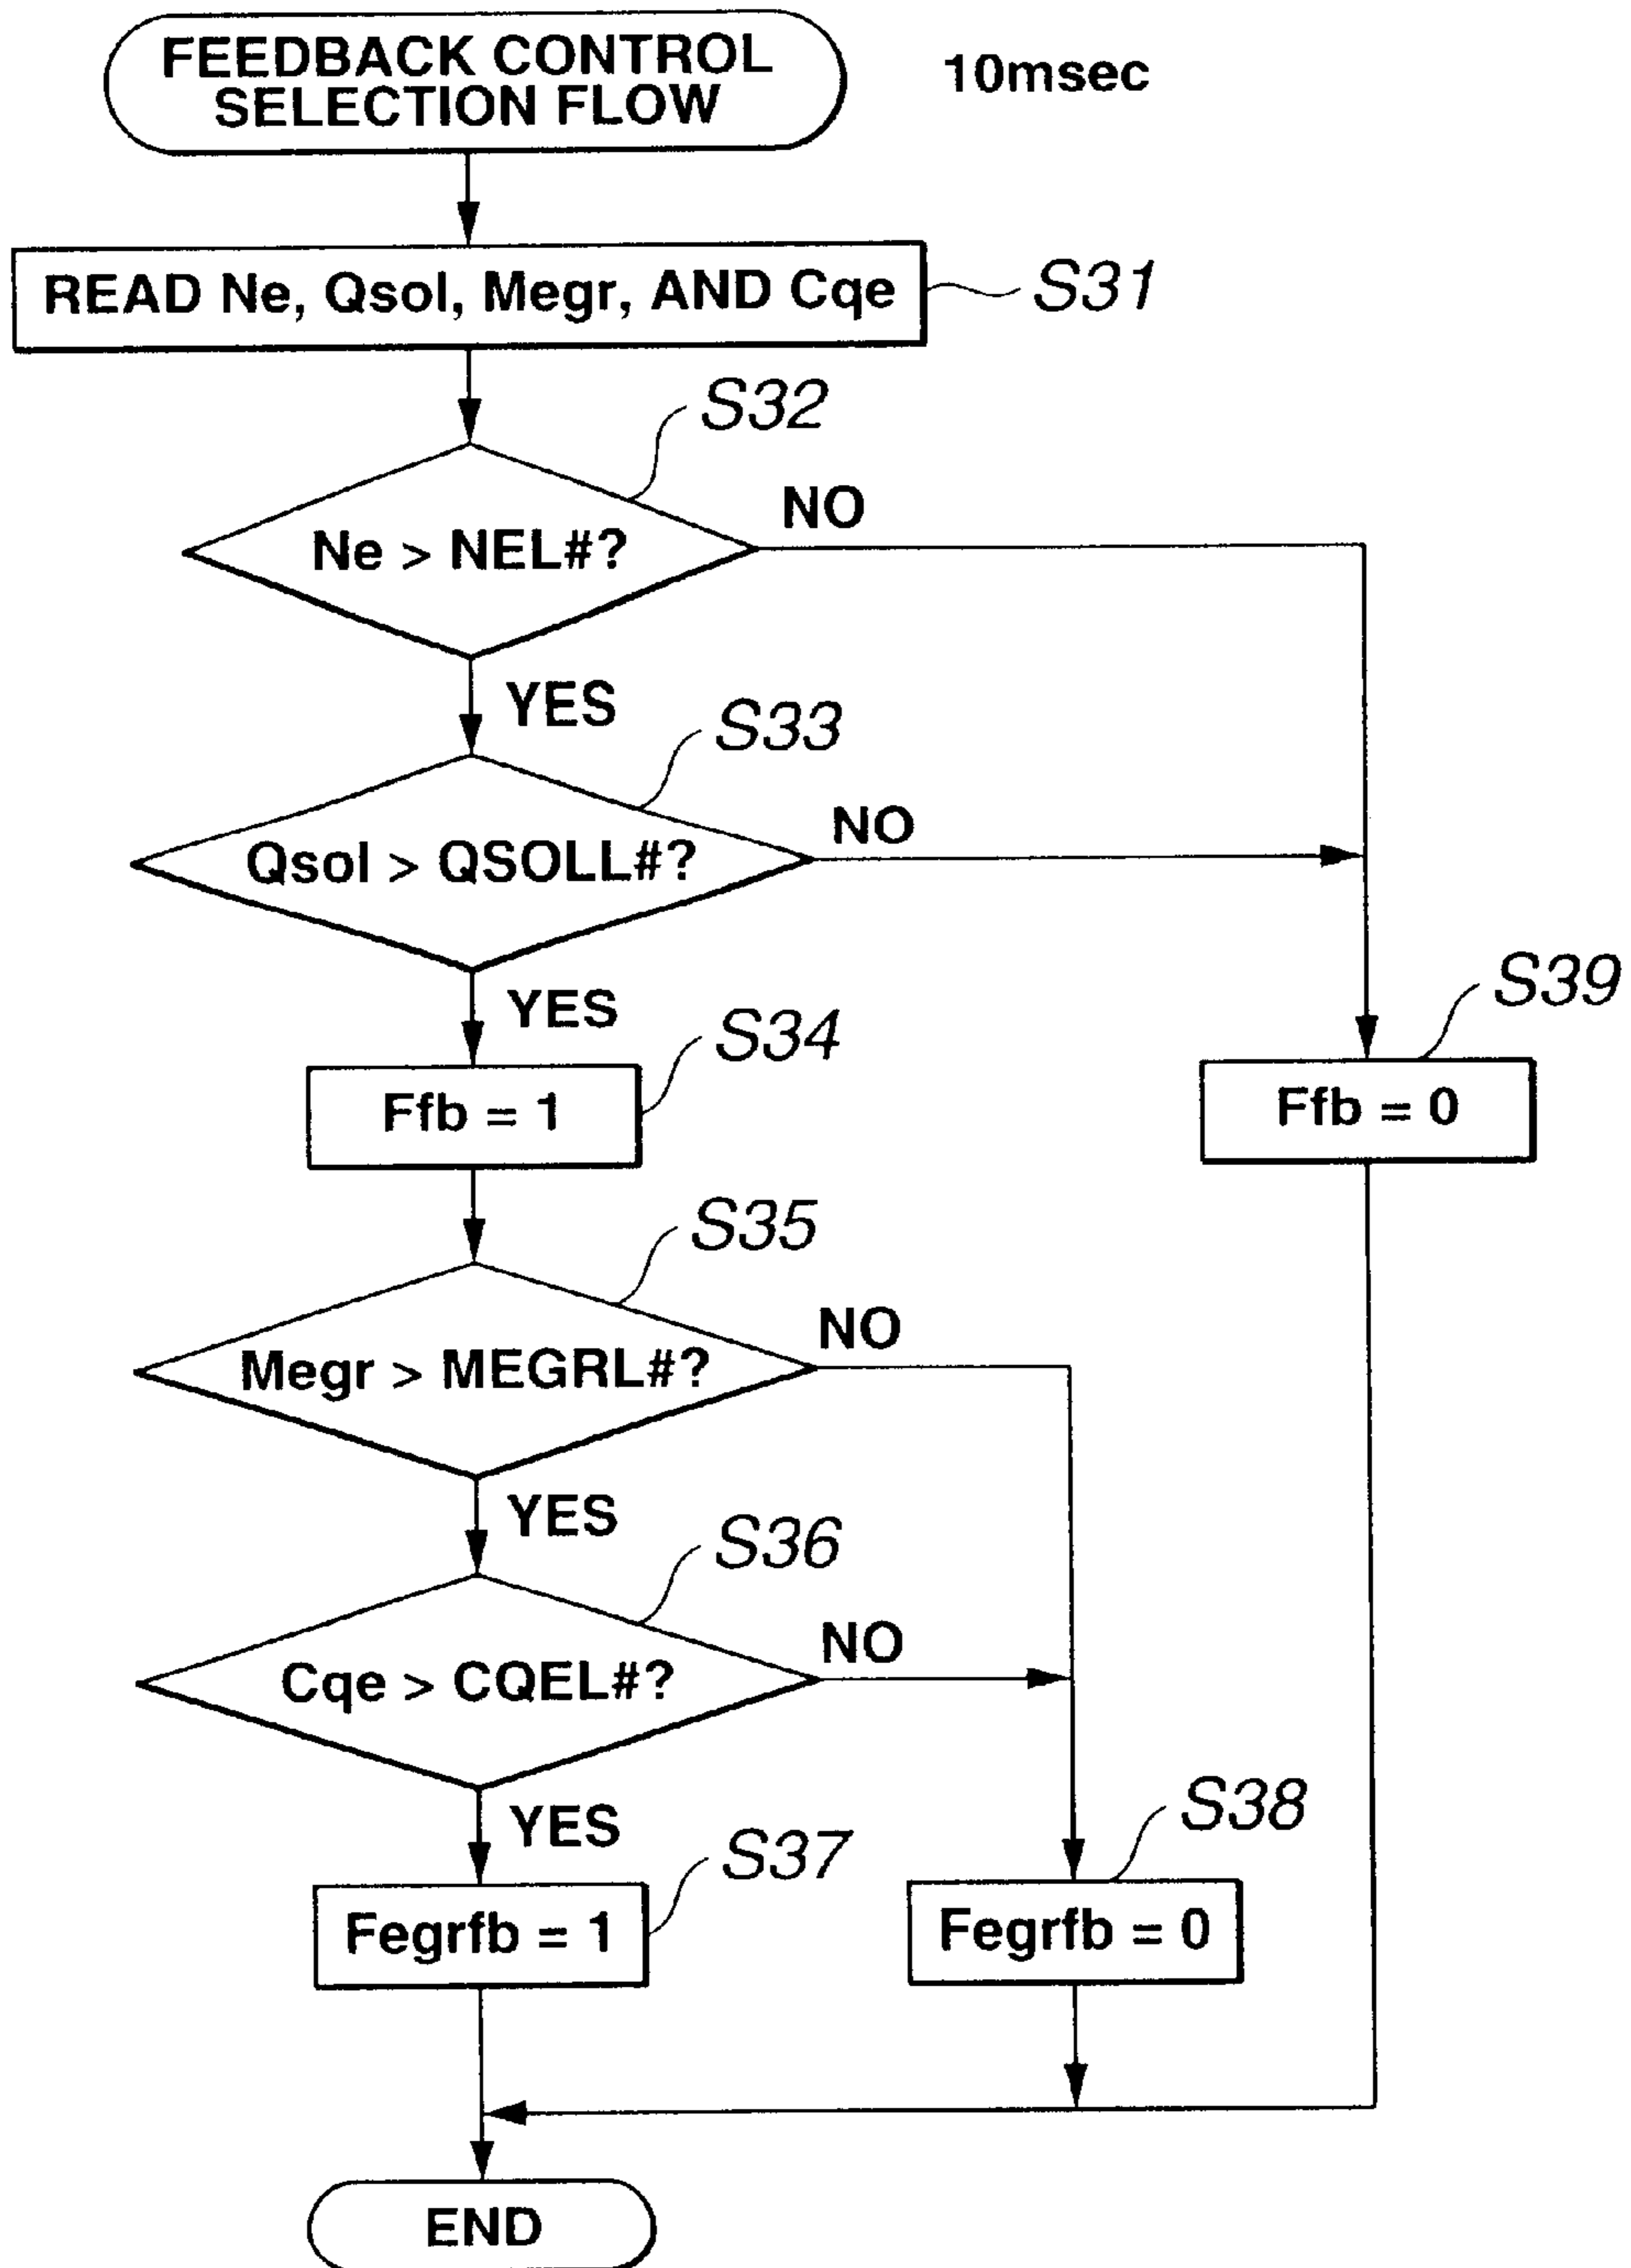 FEEDBACK CONTROL
SELECTION FLOW
10msec
READ Ne, Qsol, Megr, AND Cqe
S31
S32
Ne > NEL#?
NO
YES
S33
Qsol > QSOLL#?
NO
YES
S34
Ffb = 1
S39
Ffb = 0
S35
Megr > MEGRL#?
NO
YES
S36
Cqe > CQEL#?
NO
YES
S37
Fegrfb = 1
S38
Fegrfb = 0
END